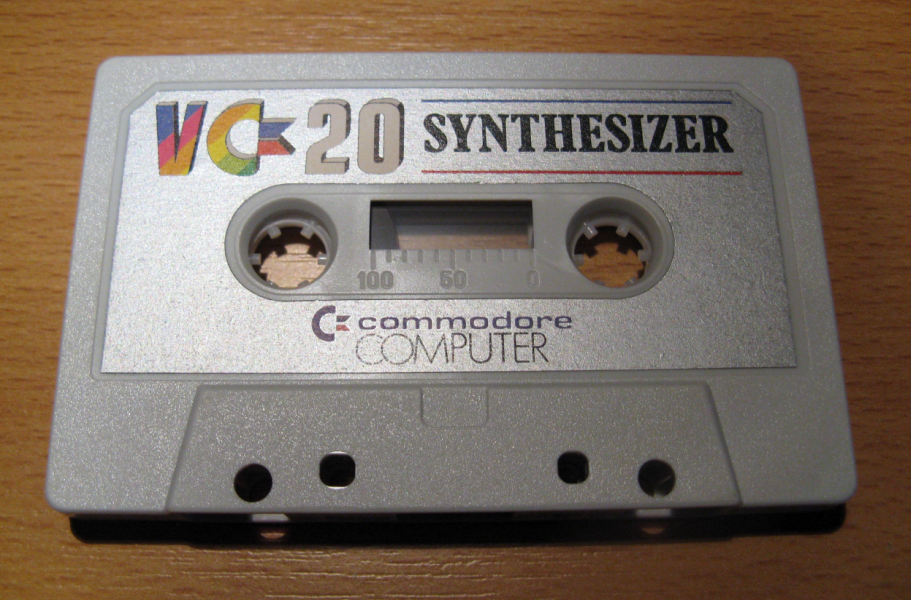 VC-20 SYNTHESIZER
100 50 0
commodore
COMPUTER